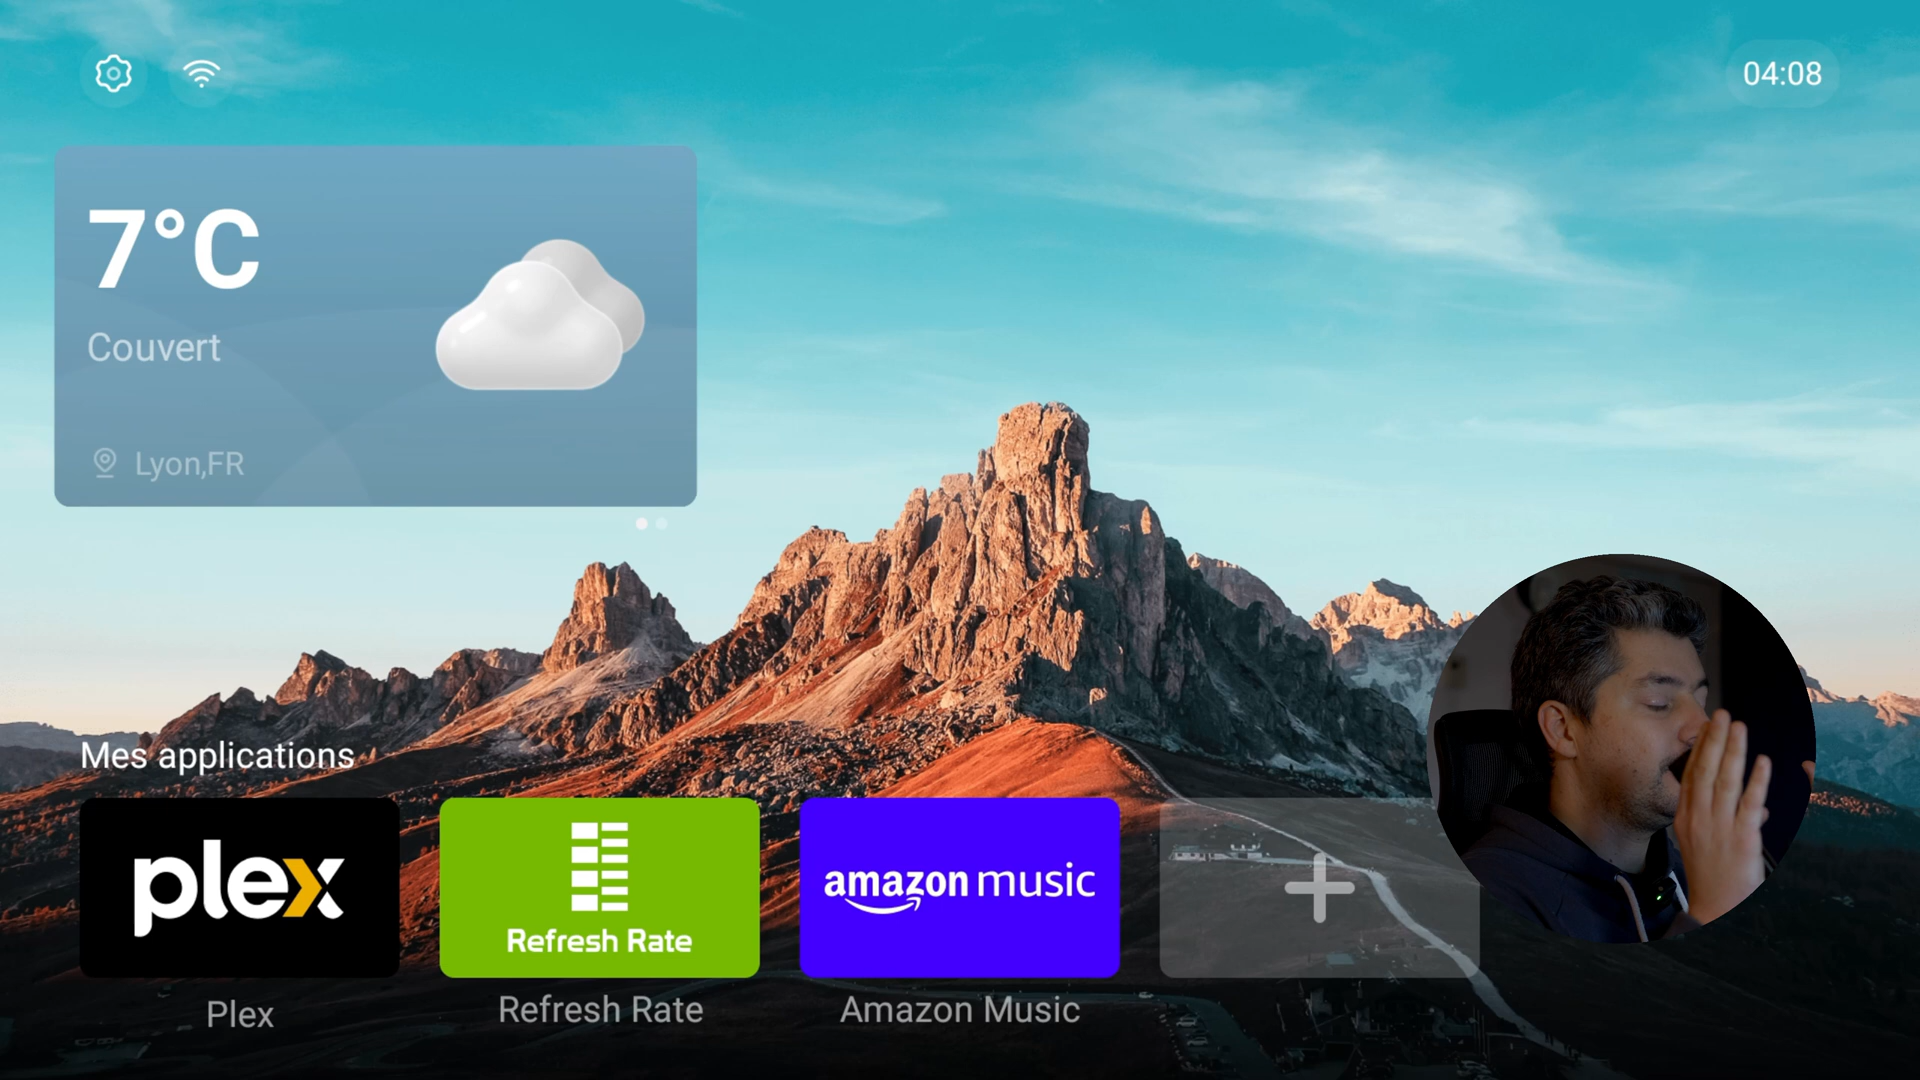 04:08
7°C
Couvert
Lyon,FR
Mes applications
plex
Refresh Rate
amazon music
Plex
Refresh Rate
Amazon Music